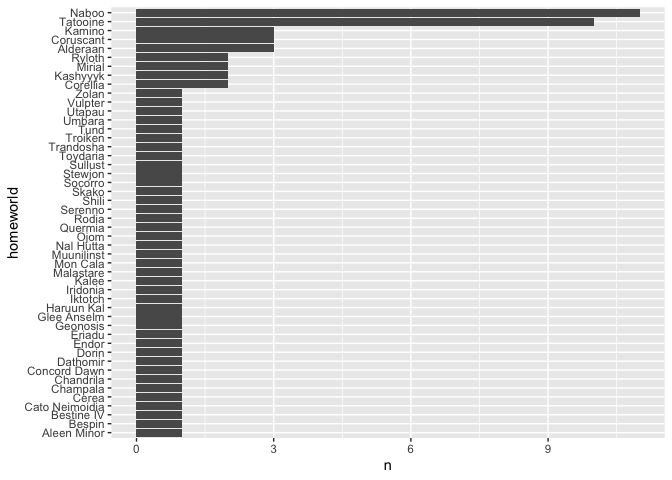 Naboo
Tatooine
Kamino
Coruscant
Alderaan
Ryloth
Mirial
Kashyyyk
Corellia
Zolan
Vulpter
Utapau
Umbara
Tund
Troiken
Trandosha
Toydaria
Sullust
Stewjon
Socorro
Skako
Shili
Serenno
Rodia
Quermia
Ojom
Nal Hutta
Muunilinst
Mon Cala
Malastare
Kalee
Iridonia
Iktotch
Haruun Kal
Glee Anselm
Geonosis
Eriadu
Endor
Dorin
Dathomir
Concord Dawn
Chandrila
Champala
Cerea
Cato Neimoidia
Bestine IV
Bespin
Aleen Minor
homeworld
0 3 6 9
n